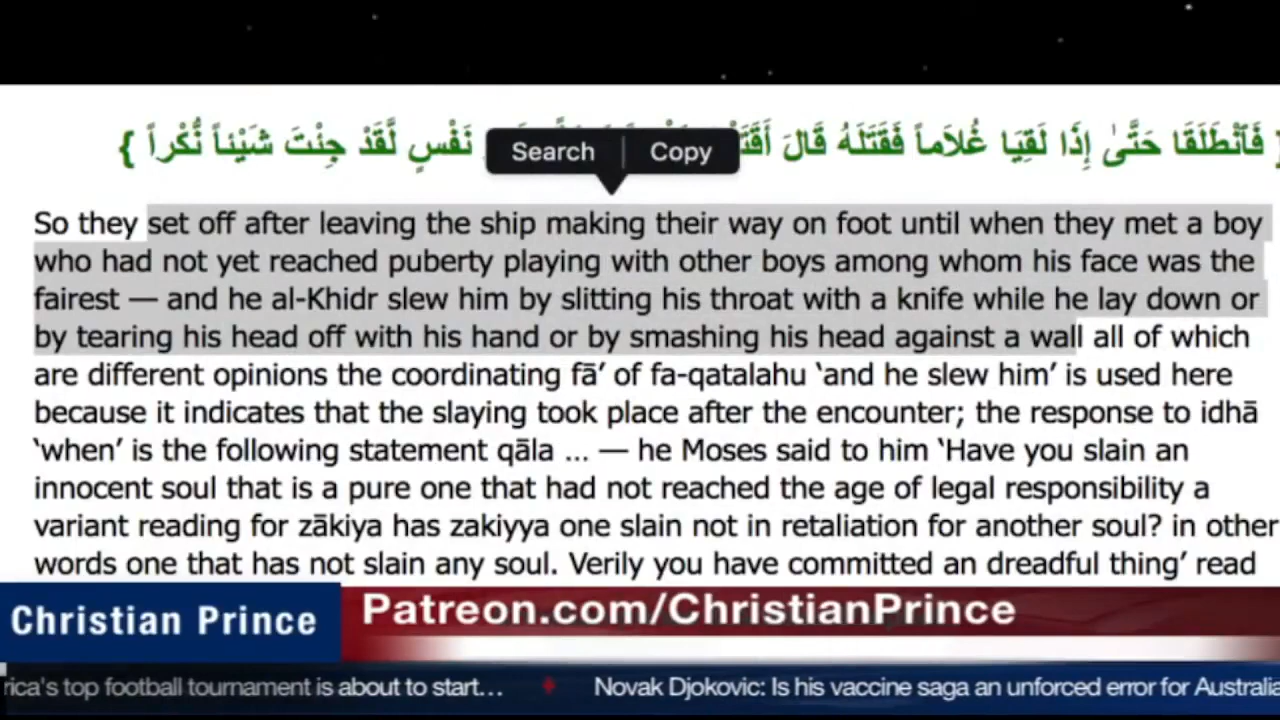 فَٱنْطَلَقَا حَتَّىٰ إِذَا لَقِيَا غُلاَماً فَقَتَلَهُ قَالَ نَفْسٍ لَّقَدْ جِئْتَ شَيْئاً نُّكْراً }
Search Copy
So they set off after leaving the ship making their way on foot until when they met a boy
who had not yet reached puberty playing with other boys among whom his face was the
fairest — and he al-Khidr slew him by slitting his throat with a knife while he lay down or
by tearing his head off with his hand or by smashing his head against a wall all of which
are different opinions the coordinating fā’ of fa-qatalahu ‘and he slew him’ is used here
because it indicates that the slaying took place after the encounter; the response to idhā
‘when’ is the following statement qāla ... — he Moses said to him ‘Have you slain an
innocent soul that is a pure one that had not reached the age of legal responsibility a
variant reading for zākiya has zakiyya one slain not in retaliation for another soul? in other
words one that has not slain any soul. Verily you have committed an dreadful thing’ read
Christian Prince
Patreon.com/ChristianPrince
rica's top football tournament is about to start... Novak Djokovic: Is his vaccine saga an unforced error for Australia